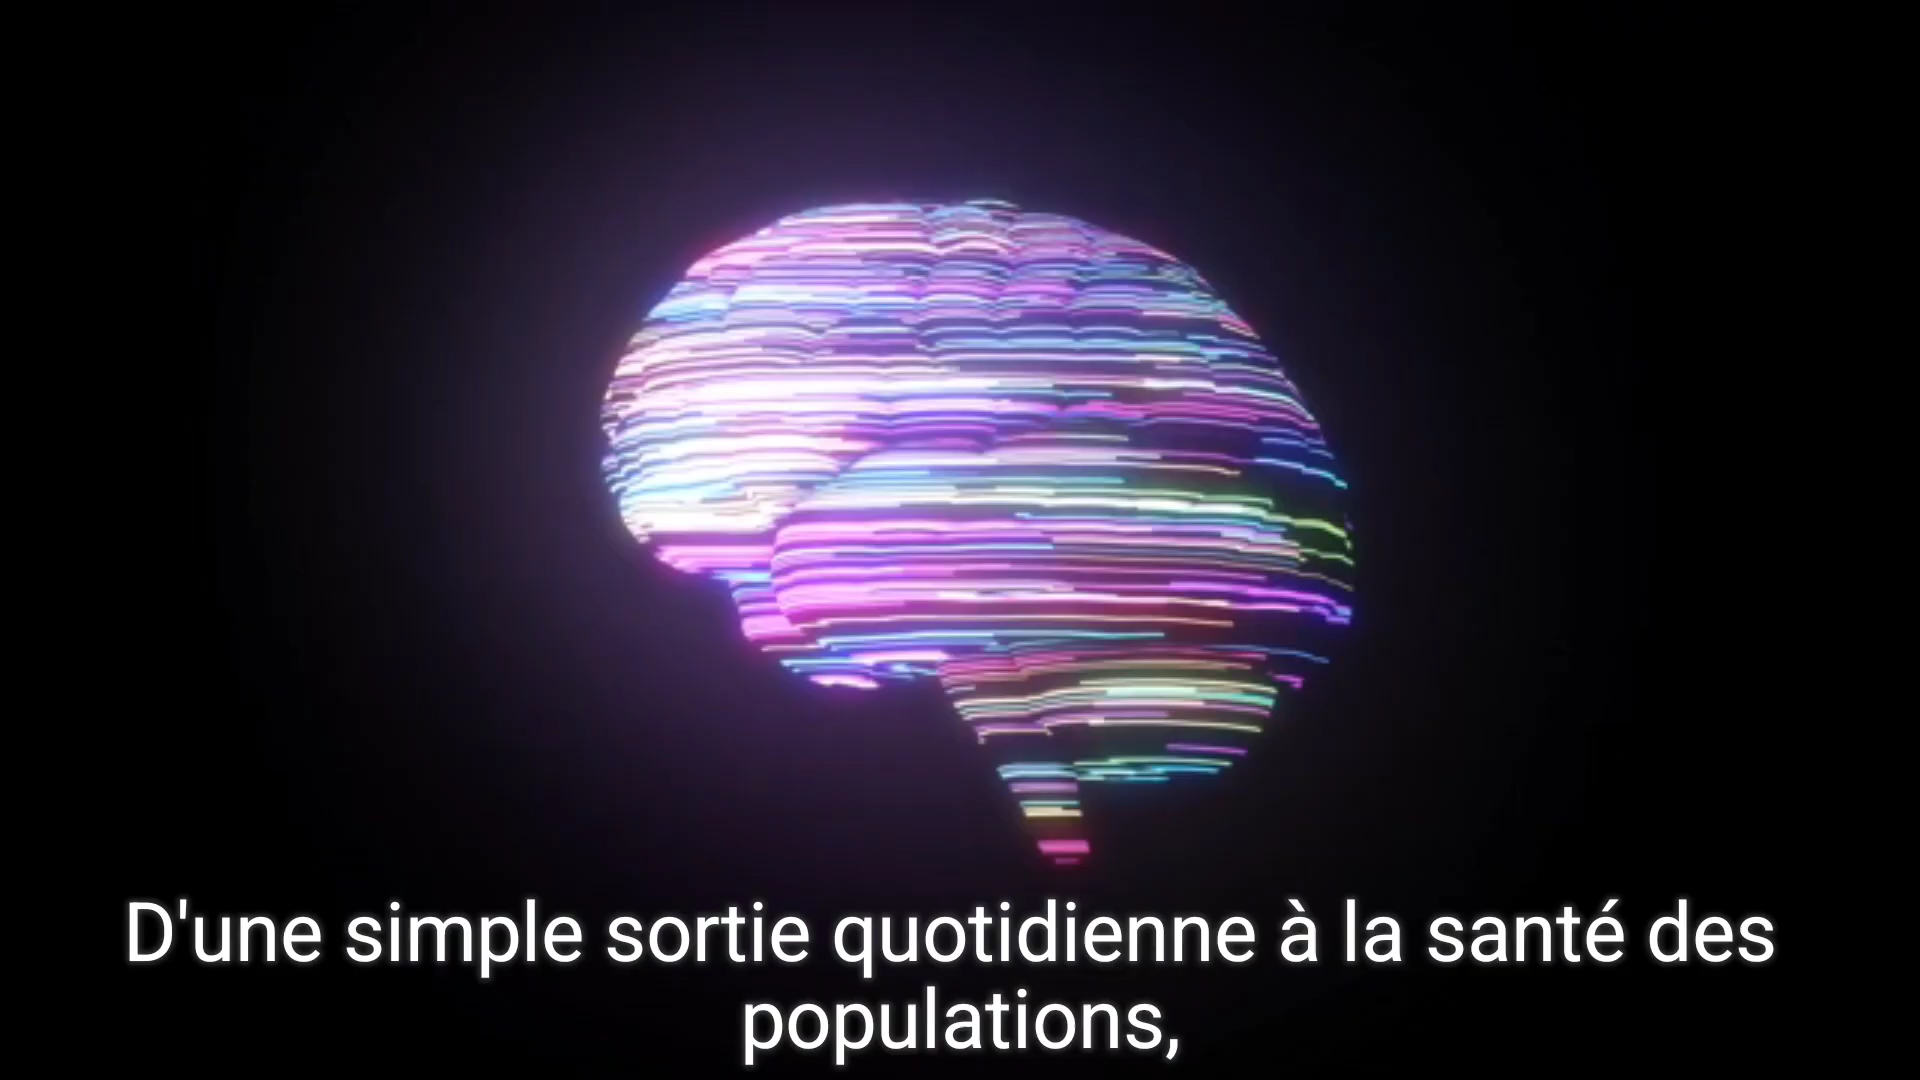 D'une simple sortie quotidienne à la santé des
populations,